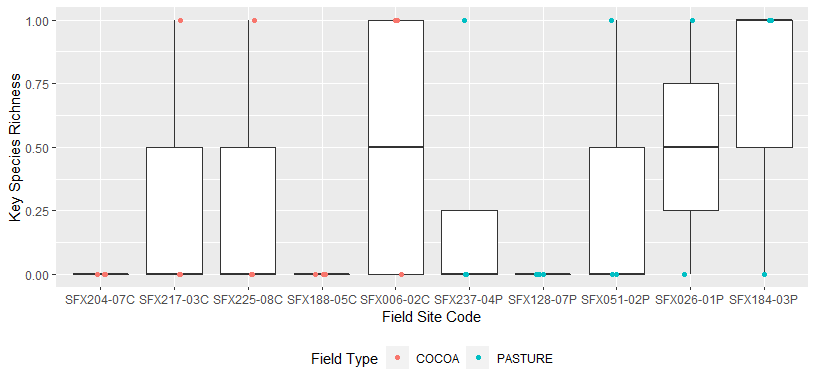 Key Species Richness
1.00
0.75
0.50
0.25
0.00
SFX204-07C SFX217-03C SFX225-08C SFX188-05C SFX006-02C SFX237-04P SFX128-07P SFX051-02P SFX026-01P SFX184-03P
Field Site Code
Field Type COCOA PASTURE